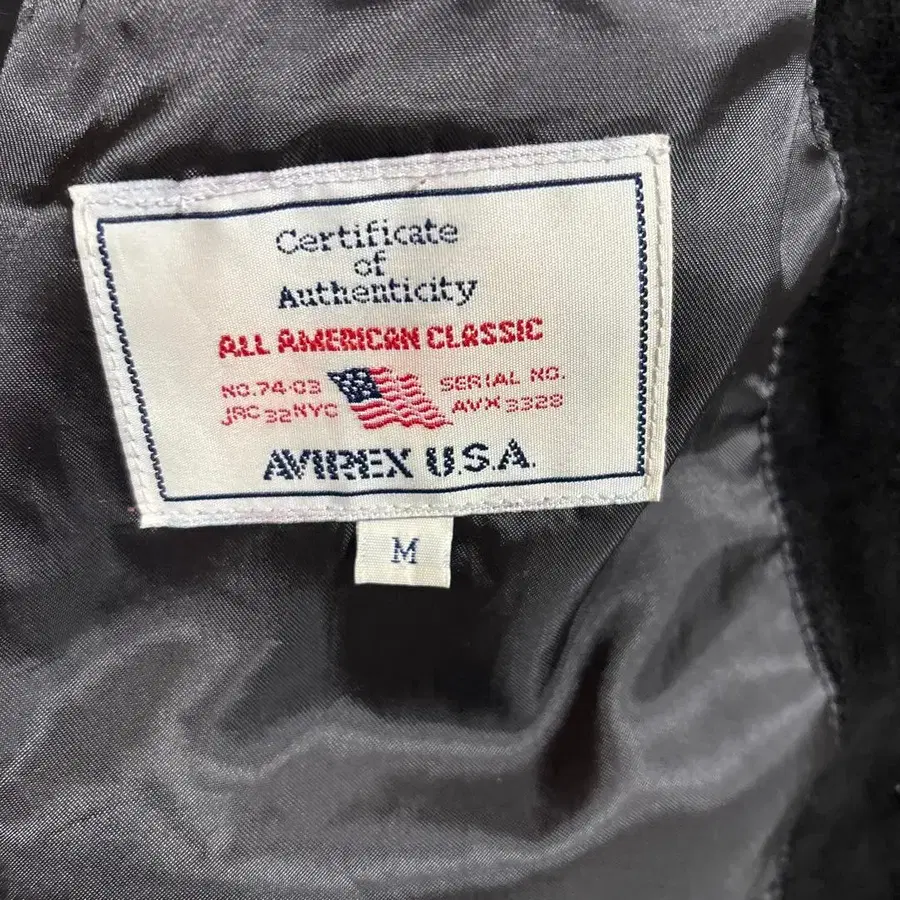 Certificate
of
Authenticity
ALL AMERICAN CLASSIC
NO.74-03
JRC 32NYC
SERIAL NO.
AVX 3328
AVIREX U.S.A.
M